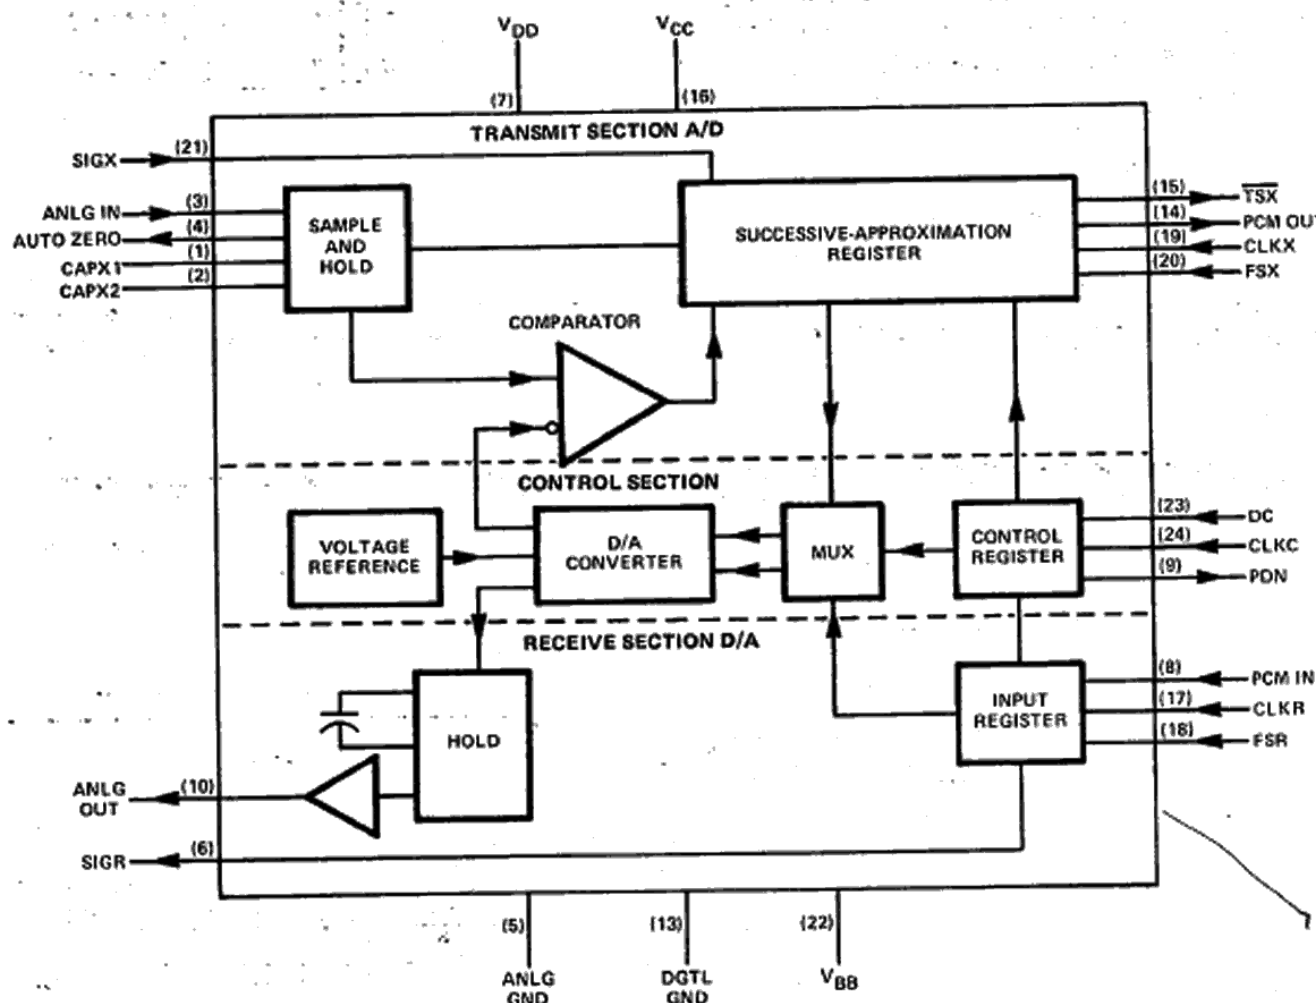 VDD
VCC
(7)
(16)
TRANSMIT SECTION A/D
SIGX
(21)
ANLG IN
(3)
AUTO ZERO
(4)
CAPX1
(1)
CAPX2
(2)
SAMPLE
AND
HOLD
SUCCESSIVE-APPROXIMATION
REGISTER
(15)
TSX
(14)
PCM OUT
(19)
CLKX
(20)
FSX
COMPARATOR
CONTROL SECTION
VOLTAGE
REFERENCE
D/A
CONVERTER
MUX
CONTROL
REGISTER
(23)
DC
(24)
CLKC
(9)
PDN
RECEIVE SECTION D/A
HOLD
INPUT
REGISTER
(8)
PCM IN
(17)
CLKR
(18)
FSR
ANLG
OUT
(10)
SIGR
(6)
(5)
(13)
(22)
ANLG
GND
DGTL
GND
VBB